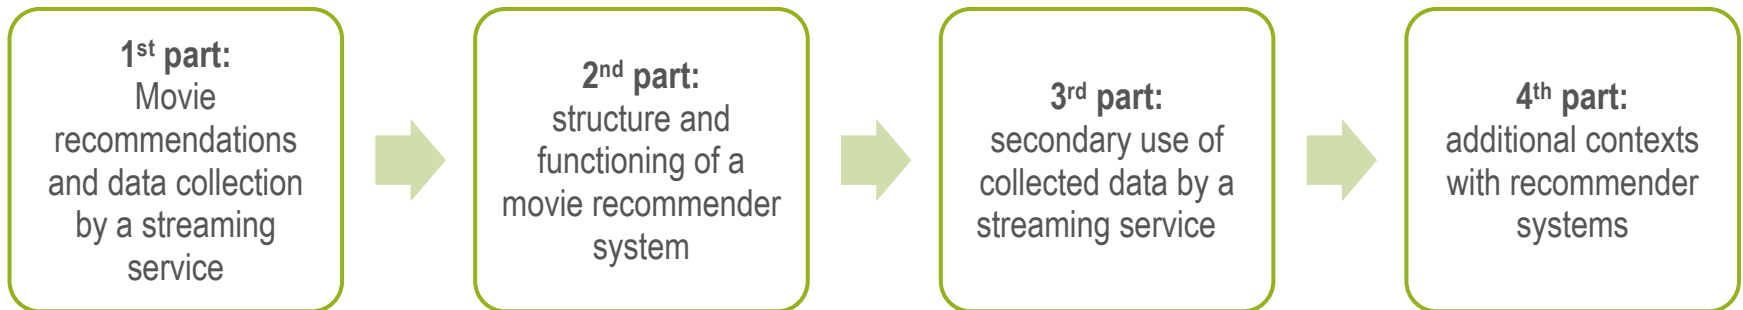 1st part:
Movie
recommendations
and data collection
by a streaming
service
2nd part:
structure and
functioning of a
movie recommender
system
3rd part:
secondary use of
collected data by a
streaming service
4th part:
additional contexts
with recommender
systems